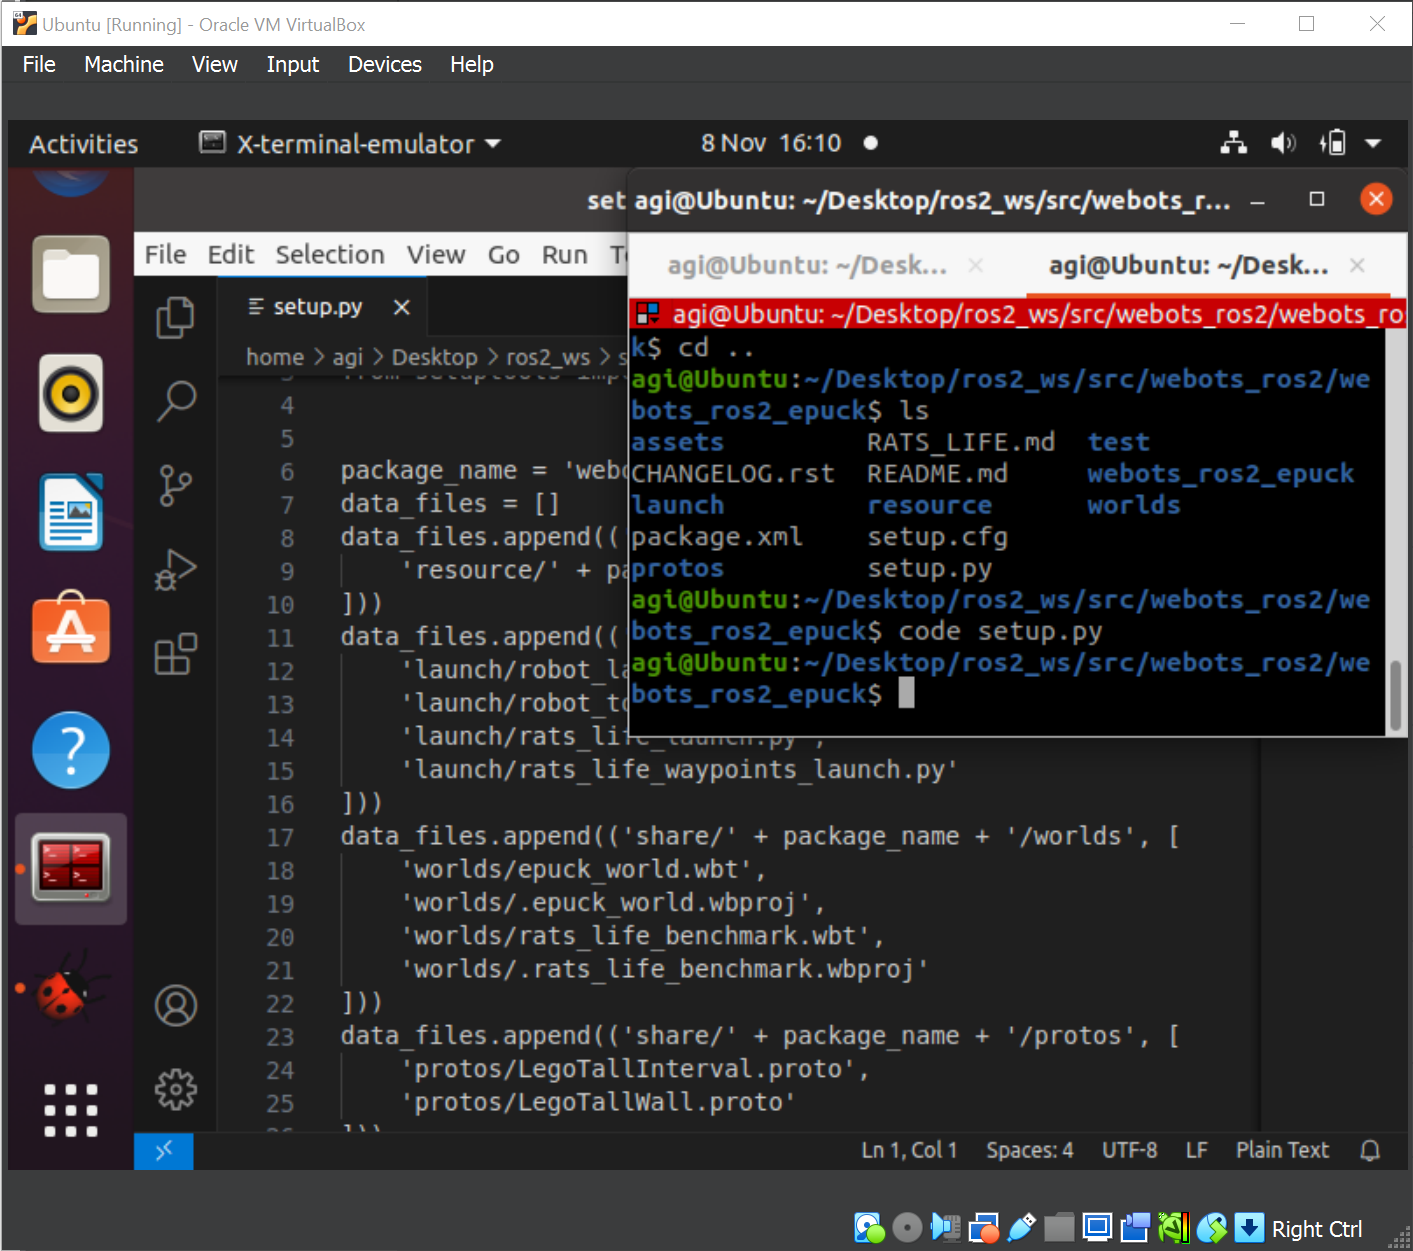 Ubuntu [Running] - Oracle VM VirtualBox
File Machine View Input Devices Help
Activities X-terminal-emulator 8 Nov 16:10
set
agi@Ubuntu: ~/Desktop/ros2_ws/src/webots_r...
File Edit Selection View Go Run
agi@Ubuntu: ~/Desk... agi@Ubuntu: ~/Desk...
setup.py
home > agi > Desktop > ros2_ws > s
4
5
6 package_name = 'webo
7 data_files = []
8 data_files.append(('
9 'resource/' + pa
10 ]))
11 data_files.append(('
12 'launch/robot_la
13 'launch/robot_to
14 'launch/rats_life_launch.py',
15 'launch/rats_life_waypoints_launch.py'
16 ]))
17 data_files.append(('share/' + package_name + '/worlds', [
18 'worlds/epuck_world.wbt',
19 'worlds/.epuck_world.wbproj',
20 'worlds/rats_life_benchmark.wbt',
21 'worlds/.rats_life_benchmark.wbproj'
22 ]))
23 data_files.append(('share/' + package_name + '/protos', [
24 'protos/LegoTallInterval.proto',
25 'protos/LegoTallWall.proto'
agi@Ubuntu: ~/Desktop/ros2_ws/src/webots_ros2/webots_ro
k$ cd ..
agi@Ubuntu:~/Desktop/ros2_ws/src/webots_ros2/we
bots_ros2_epuck$ ls
assets RATS_LIFE.md test
CHANGELOG.rst README.md webots_ros2_epuck
launch resource worlds
package.xml setup.cfg
protos setup.py
agi@Ubuntu:~/Desktop/ros2_ws/src/webots_ros2/we
bots_ros2_epuck$ code setup.py
agi@Ubuntu:~/Desktop/ros2_ws/src/webots_ros2/we
bots_ros2_epuck$
Ln 1, Col 1 Spaces: 4 UTF-8 LF Plain Text
Right Ctrl